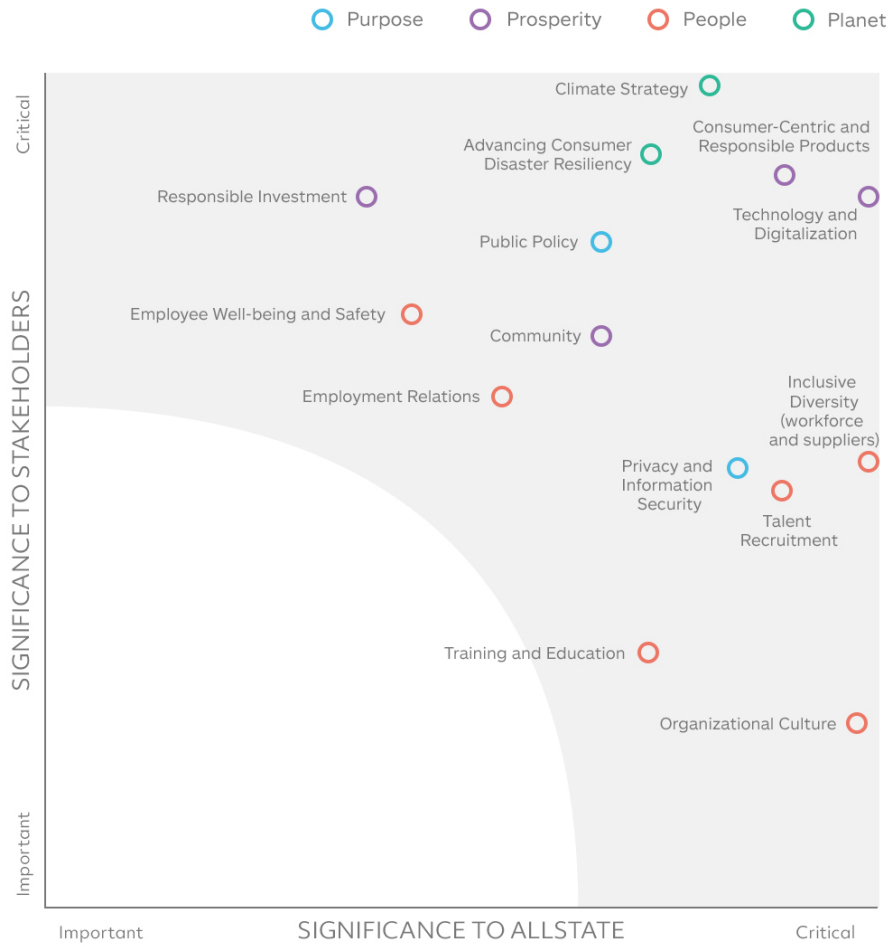 Purpose
Prosperity
People
Planet
Critical
Climate Strategy
Consumer-Centric and
Responsible Products
Advancing Consumer
Disaster Resiliency
Responsible Investment
Technology and
Digitalization
Public Policy
Employee Well-being and Safety
Community
Employment Relations
Inclusive
Diversity
(workforce
and suppliers)
Privacy and
Information
Security
Talent
Recruitment
Training and Education
Organizational Culture
SIGNIFICANCE TO STAKEHOLDERS
Important
Important
SIGNIFICANCE TO ALLSTATE
Critical